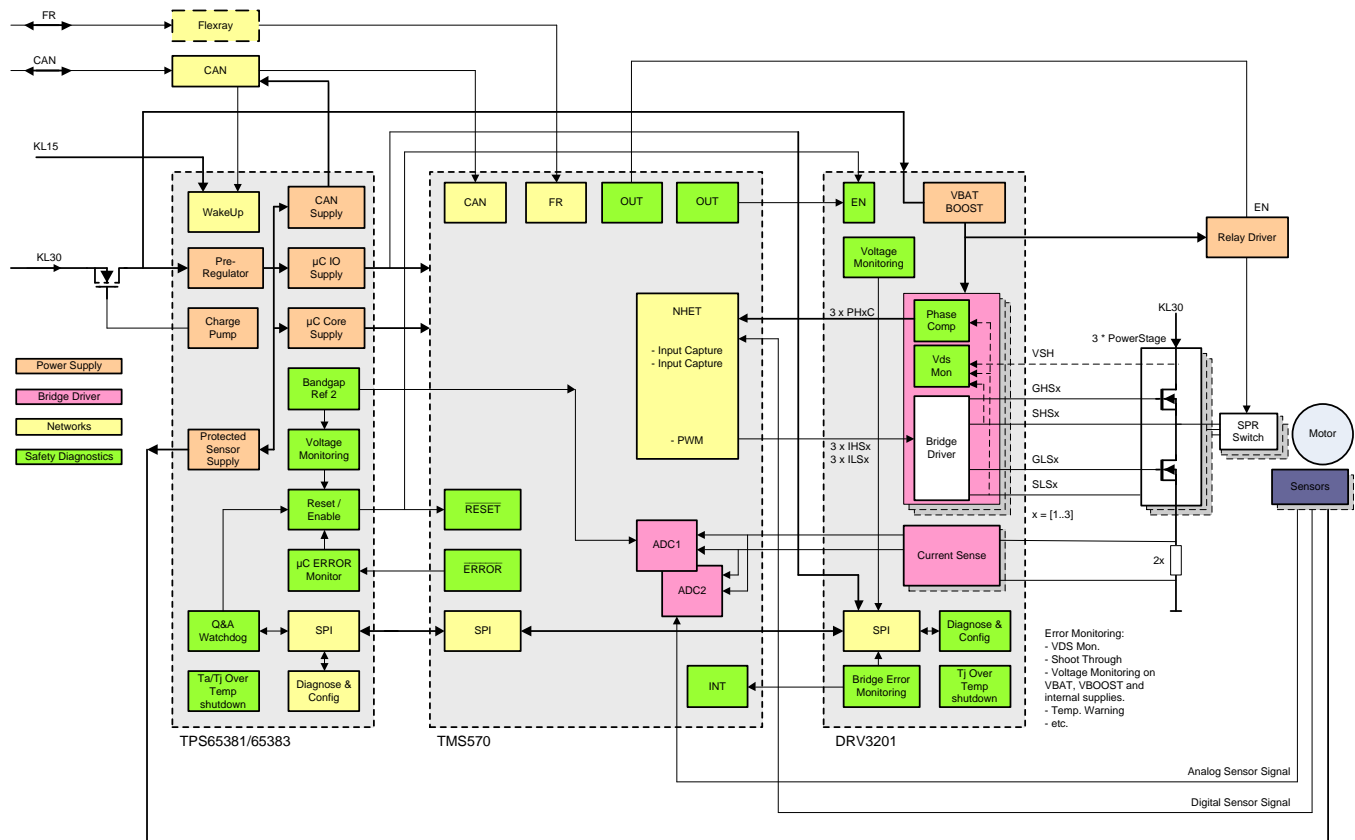 FR
Flexray
CAN
CAN
KL15
WakeUp
CAN
Supply
CAN
FR
OUT
OUT
EN
VBAT
BOOST
EN
Relay Driver
KL30
Pre-
Regulator
µC IO
Supply
Voltage
Monitoring
Charge
Pump
µC Core
Supply
NHET
- Input Capture
- Input Capture
- PWM
3 x PHxC
Phase
Comp
Vds
Mon
Bridge
Driver
3 x IHSx
3 x ILSx
KL30
3 * PowerStage
VSH
GHSx
SHSx
GLSx
SLSx
x = [1..3]
SPR
Switch
Motor
Sensors
Power Supply
Bridge Driver
Networks
Safety Diagnostics
Bandgap
Ref 2
Protected
Sensor
Supply
Voltage
Monitoring
Reset /
Enable
RESET
µC ERROR
Monitor
ERROR
ADC1
ADC2
Current Sense
2x
Q&A
Watchdog
SPI
SPI
SPI
Diagnose &
Config
Ta/Tj Over
Temp
shutdown
Diagnose &
Config
INT
Bridge Error
Monitoring
Tj Over
Temp
shutdown
Error Monitoring:
- VDS Mon.
- Shoot Through
- Voltage Monitoring on
VBAT, VBOOST and
internal supplies.
- Temp. Warning
- etc.
TPS65381/65383
TMS570
DRV3201
Analog Sensor Signal
Digital Sensor Signal